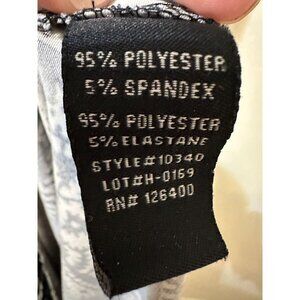 95% POLYESTER
5% SPANDEX
95% POLYESTER
5% ELASTANE
STYLE#10340
LOT#H-0169
RN# 126400